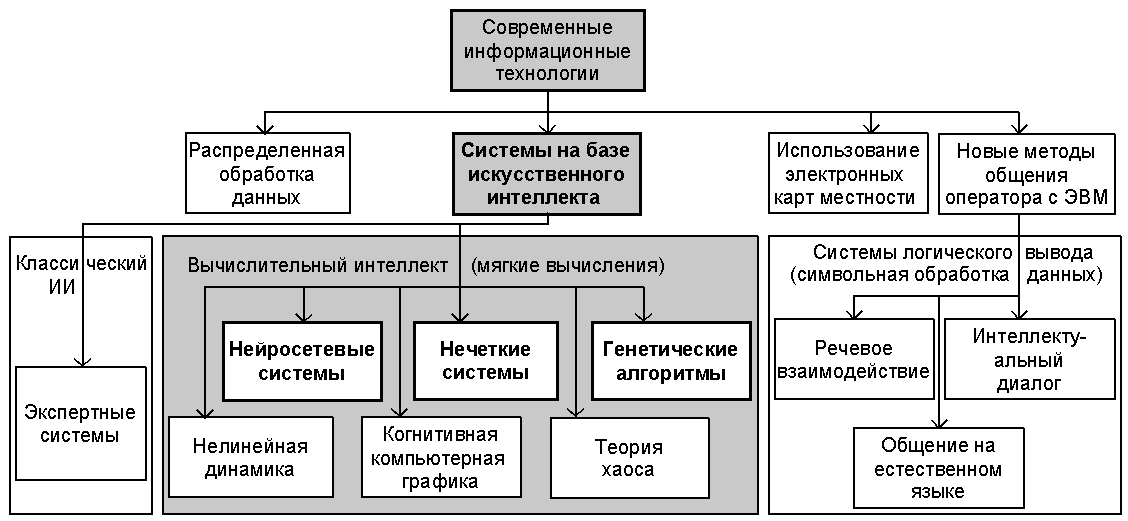 Современные
информационные
технологии
Распределенная
обработка
данных
Системы на базе
искусственного
интеллекта
Использование
электронных
карт местности
Новые методы
общения
оператора с ЭВМ
Классический
ИИ
Экспертные
системы
Вычислительный интеллект (мягкие вычисления)
Нейросетевые
системы
Нечеткие
системы
Генетические
алгоритмы
Нелинейная
динамика
Когнитивная
компьютерная
графика
Теория
хаоса
Системы логического вывода
(символьная обработка данных)
Речевое
взаимодействие
Интеллекту-
альный
диалог
Общение на
естественном
языке